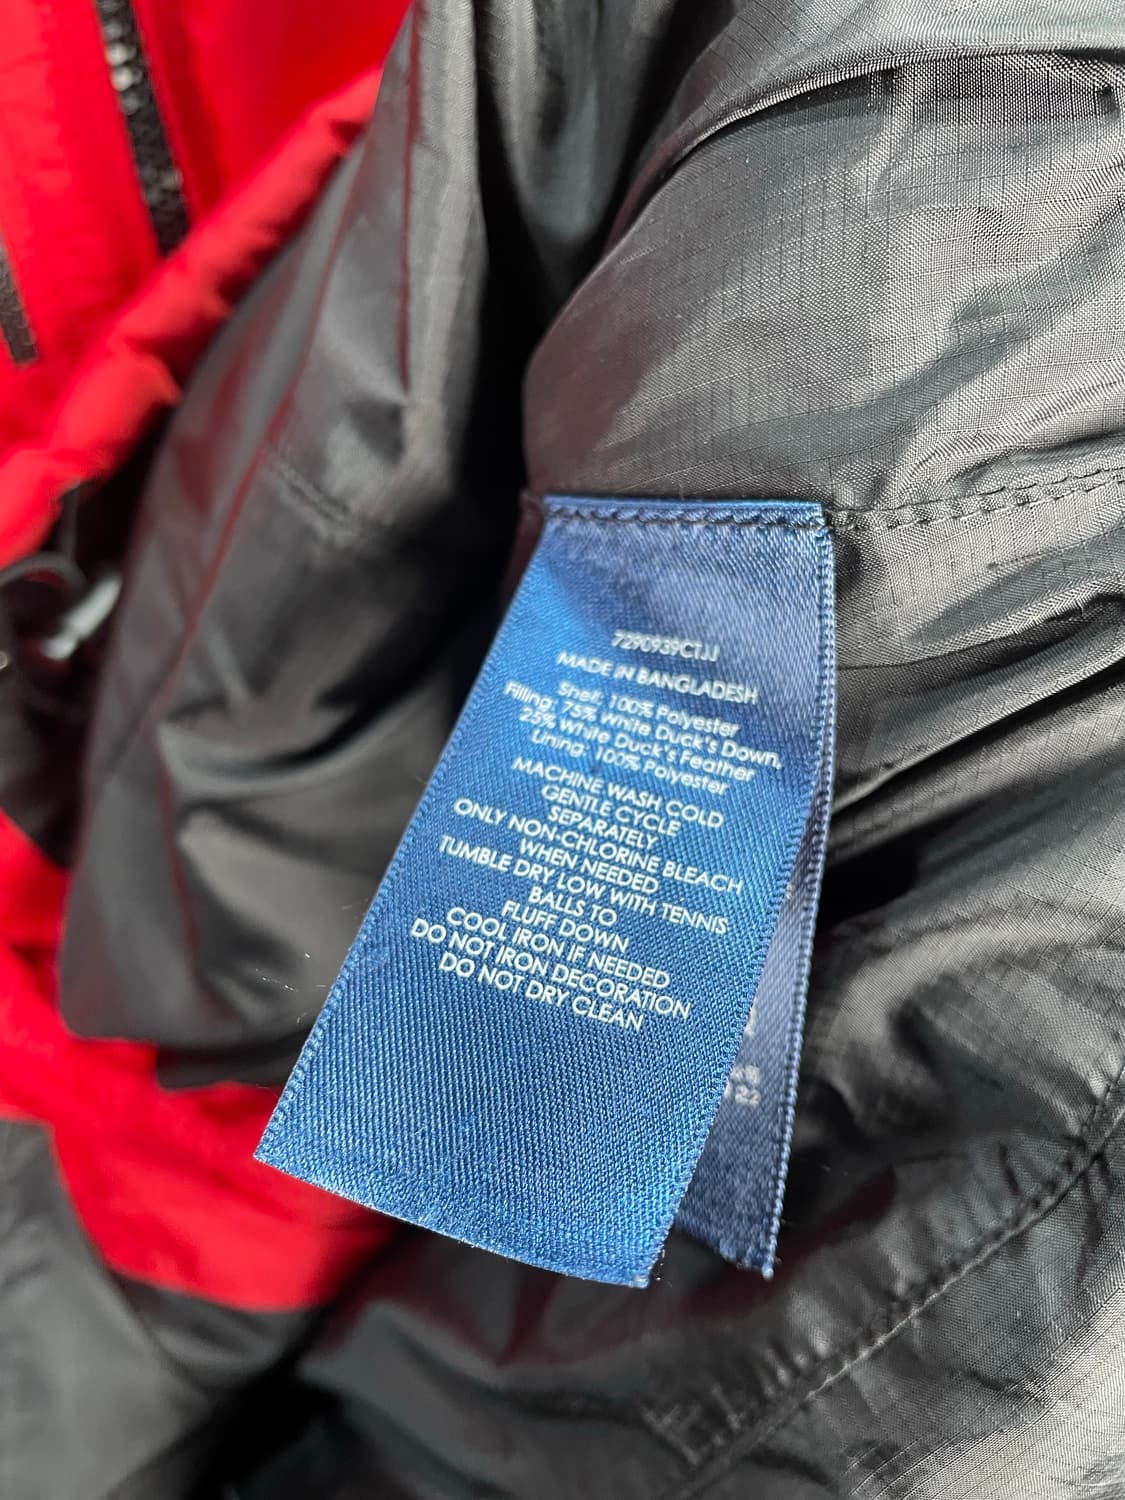 MADE IN BANGLADESH
Shell: 100% Polyester
Filling: 75% White Duck's Down,
25% White Duck's Feather
Lining: 100% Polyester
MACHINE WASH COLD
GENTLE CYCLE
SEPARATELY
ONLY NON-CHLORINE BLEACH
WHEN NEEDED
TUMBLE DRY LOW WITH TENNIS
BALLS TO
FLUFF DOWN
COOL IRON IF NEEDED
DO NOT IRON DECORATION
DO NOT DRY CLEAN
22